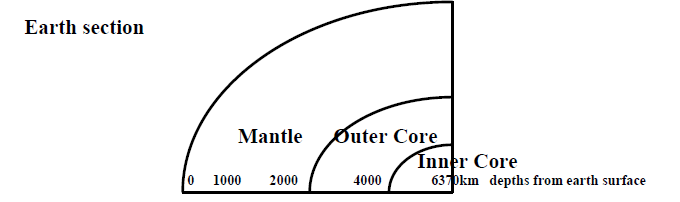 Earth section
Mantle Outer Core
Inner Core
0 1000 2000 4000 6370km depths from earth surface